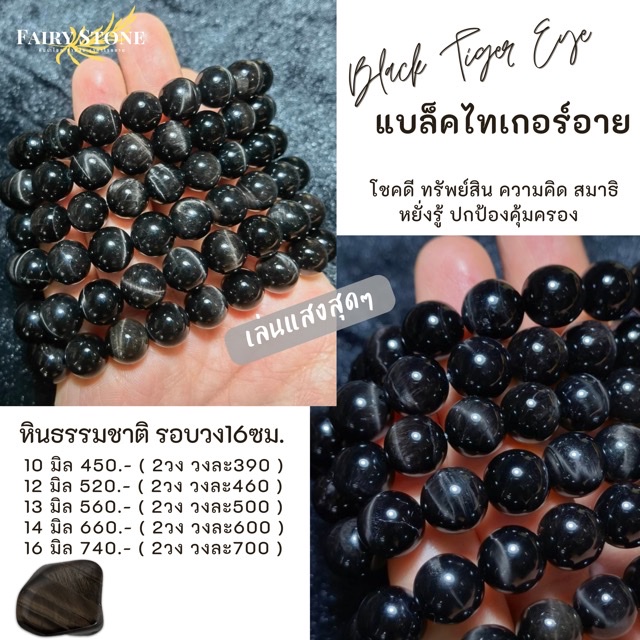 FAIRY STONE
Black Tiger Eye
แบล็คไทเกอร์อาย
โชคดี ทรัพย์สิน ความคิด สมาธิ
หยั่งรู้ ปกป้องคุ้มครอง
เล่นแสงสุดๆ
หินธรรมชาติ รอบวง16ซม.
10 มิล 450.- ( 2วง วงละ390 )
12 มิล 520.- ( 2วง วงละ460 )
13 มิล 560.- ( 2วง วงละ500 )
14 มิล 660.- ( 2วง วงละ600 )
16 มิล 740.- ( 2วง วงละ700 )